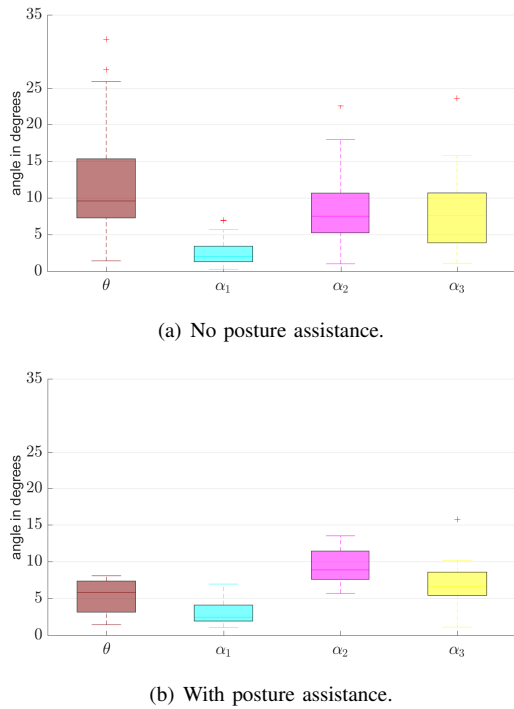 35
25
20
15
10
5
0
angle in degrees
θ α₁ α₂ α₃
(a) No posture assistance.
35
25
20
15
10
5
0
angle in degrees
θ α₁ α₂ α₃
(b) With posture assistance.